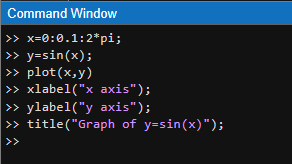 Command Window
>> x=0:0.1:2*pi;
>> y=sin(x);
>> plot(x,y)
>> xlabel("x axis");
>> ylabel("y axis");
>> title("Graph of y=sin(x)");
>>